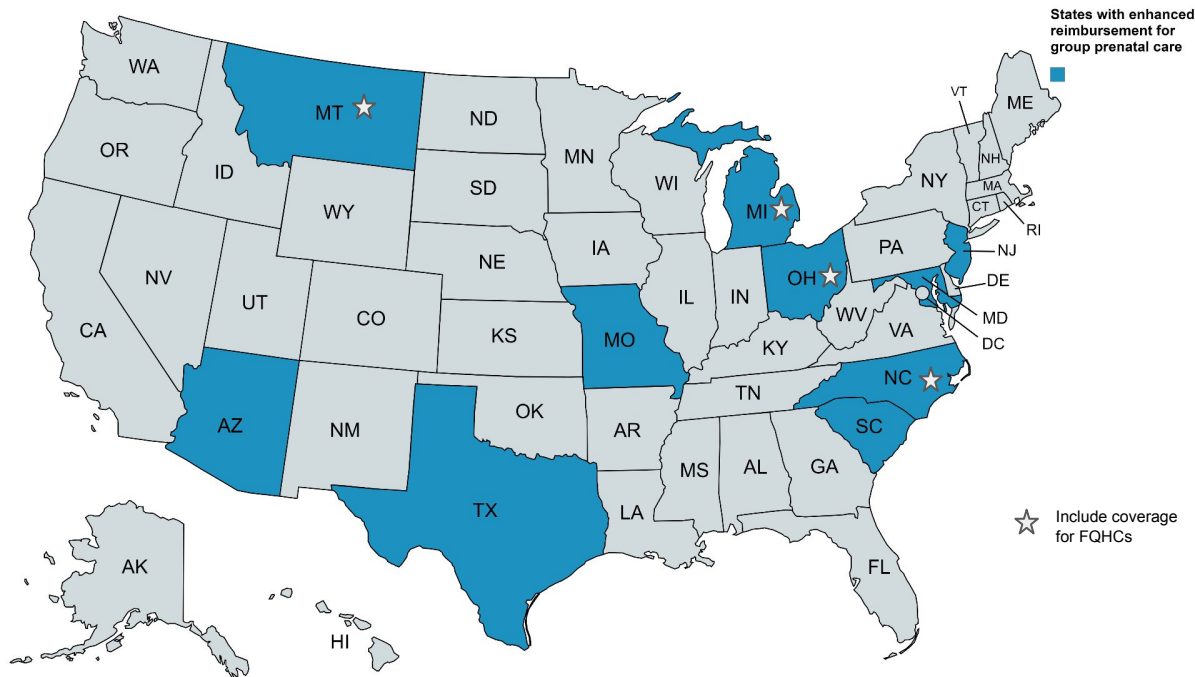 States with enhanced
reimbursement for
group prenatal care
WA
MT
ND
VT
ME
OR
MN
ID
SD
WI
NY
NH
MA
WY
MI
CT
RI
IA
PA
NJ
NE
NV
OH
DE
UT
IL
IN
MD
CO
WV
CA
KS
MO
VA
DC
KY
NC
TN
AZ
OK
NM
AR
SC
MS
AL
GA
TX
LA
Include coverage
for FQHCs
AK
FL
HI